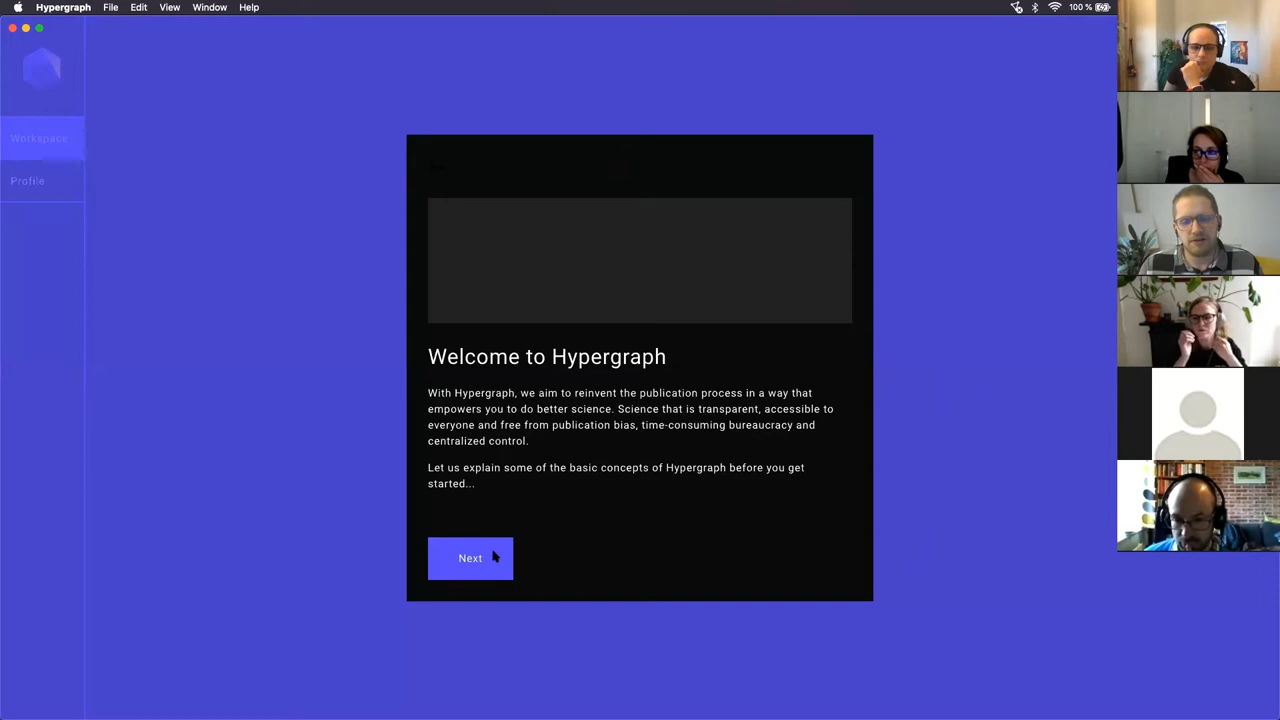 Hypergraph File Edit View Window Help 100 %
Workspace
Profile
Welcome to Hypergraph
With Hypergraph, we aim to reinvent the publication process in a way that
empowers you to do better science. Science that is transparent, accessible to
everyone and free from publication bias, time-consuming bureaucracy and
centralized control.
Let us explain some of the basic concepts of Hypergraph before you get
started...
Next